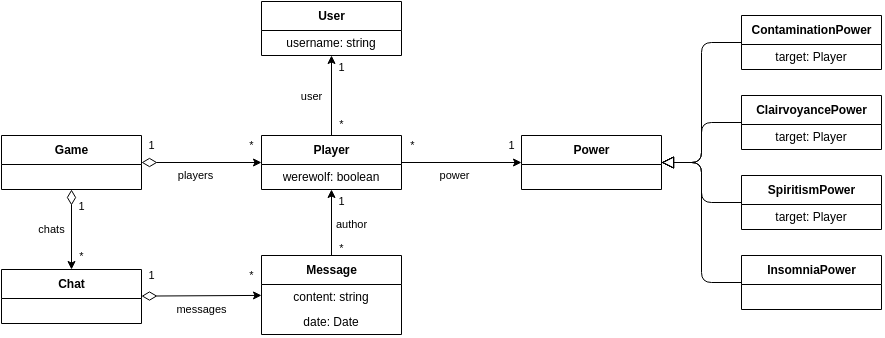 User
username: string
1
user
*
Game
1
*
players
Player
werewolf: boolean
*
1
power
Power
ContaminationPower
target: Player
ClairvoyancePower
target: Player
SpiritismPower
target: Player
InsomniaPower
1
chats
*
Chat
1
*
messages
1
author
*
Message
content: string
date: Date